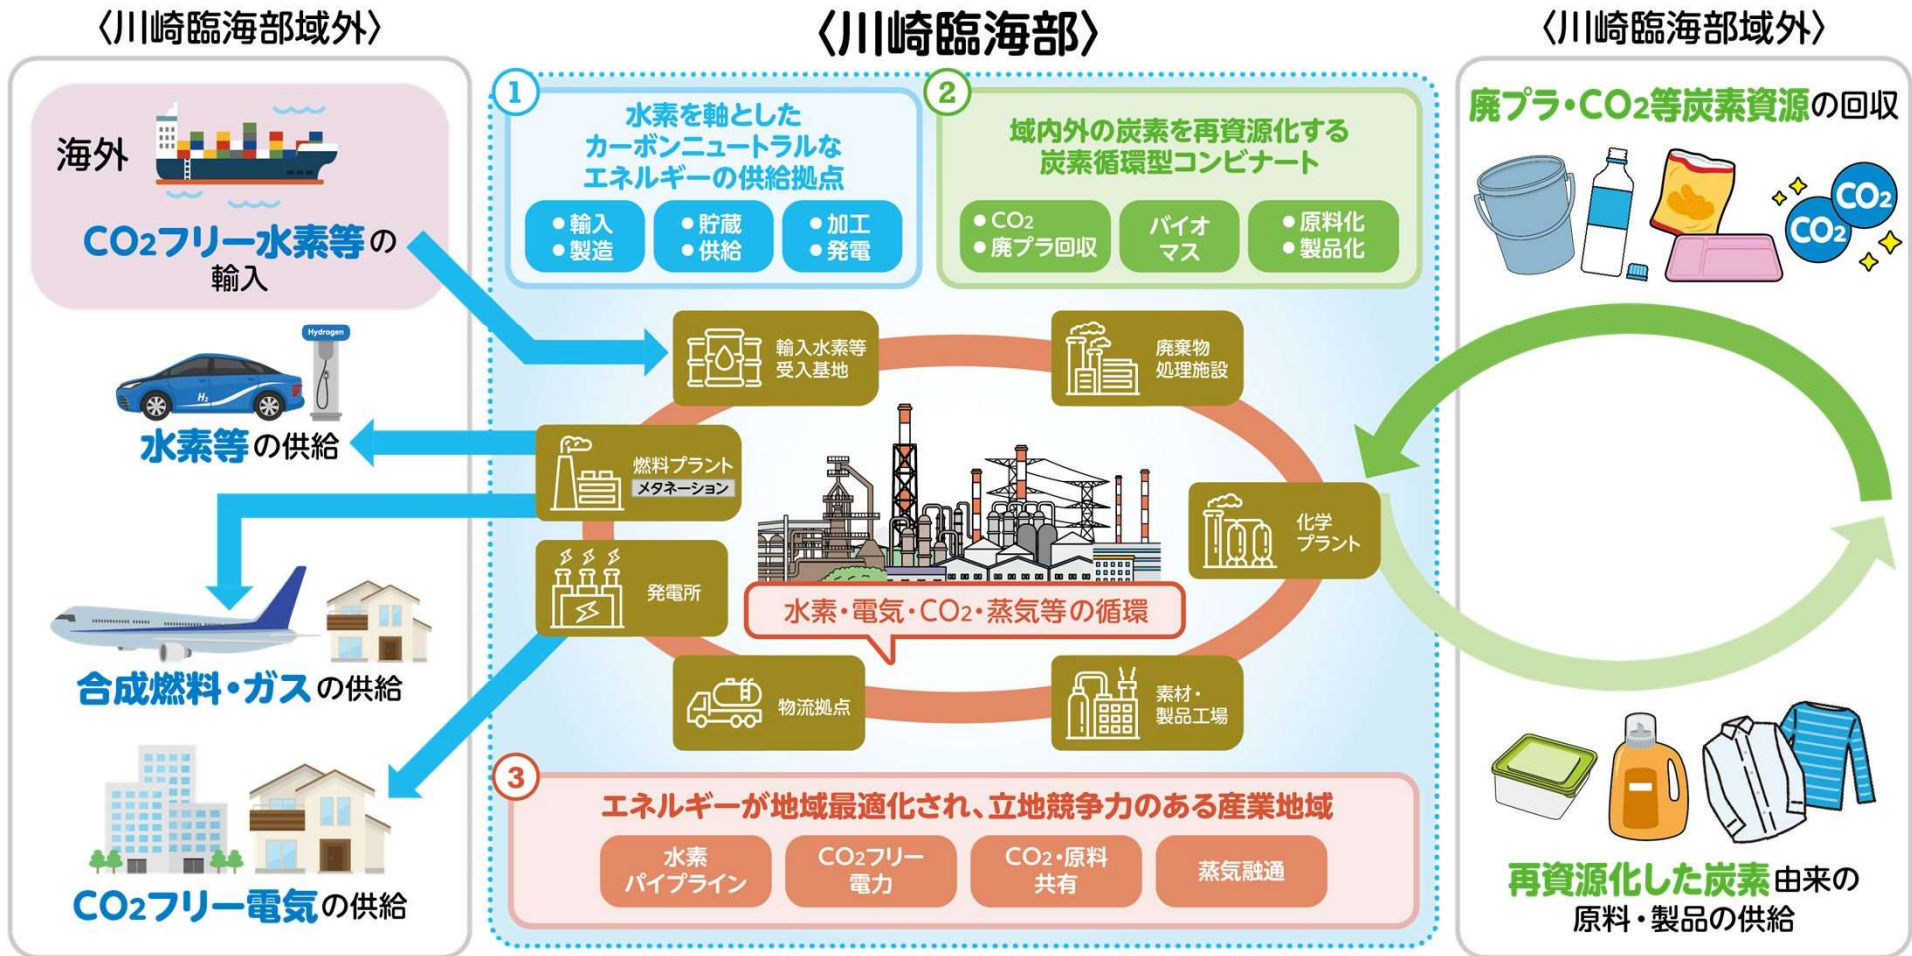 〈川崎臨海部域外〉
海外
CO2フリー水素等の
輸入
Hydrogen
H2
水素等の供給
合成燃料・ガスの供給
CO2フリー電気の供給
〈川崎臨海部〉
1
水素を軸とした
カーボンニュートラルな
エネルギーの供給拠点
●輸入
●製造
●貯蔵
●供給
●加工
●発電
2
域内外の炭素を再資源化する
炭素循環型コンビナート
●CO2
●廃プラ回収
バイオ
マス
●原料化
●製品化
輸入水素等
受入基地
廃棄物
処理施設
燃料プラント
メタネーション
化学
プラント
発電所
水素・電気・CO2・蒸気等の循環
物流拠点
素材・
製品工場
3
エネルギーが地域最適化され、立地競争力のある産業地域
水素
パイプライン
CO2フリー
電力
CO2・原料
共有
蒸気融通
〈川崎臨海部域外〉
廃プラ・CO2等炭素資源の回収
CO2
CO2
再資源化した炭素由来の
原料・製品の供給